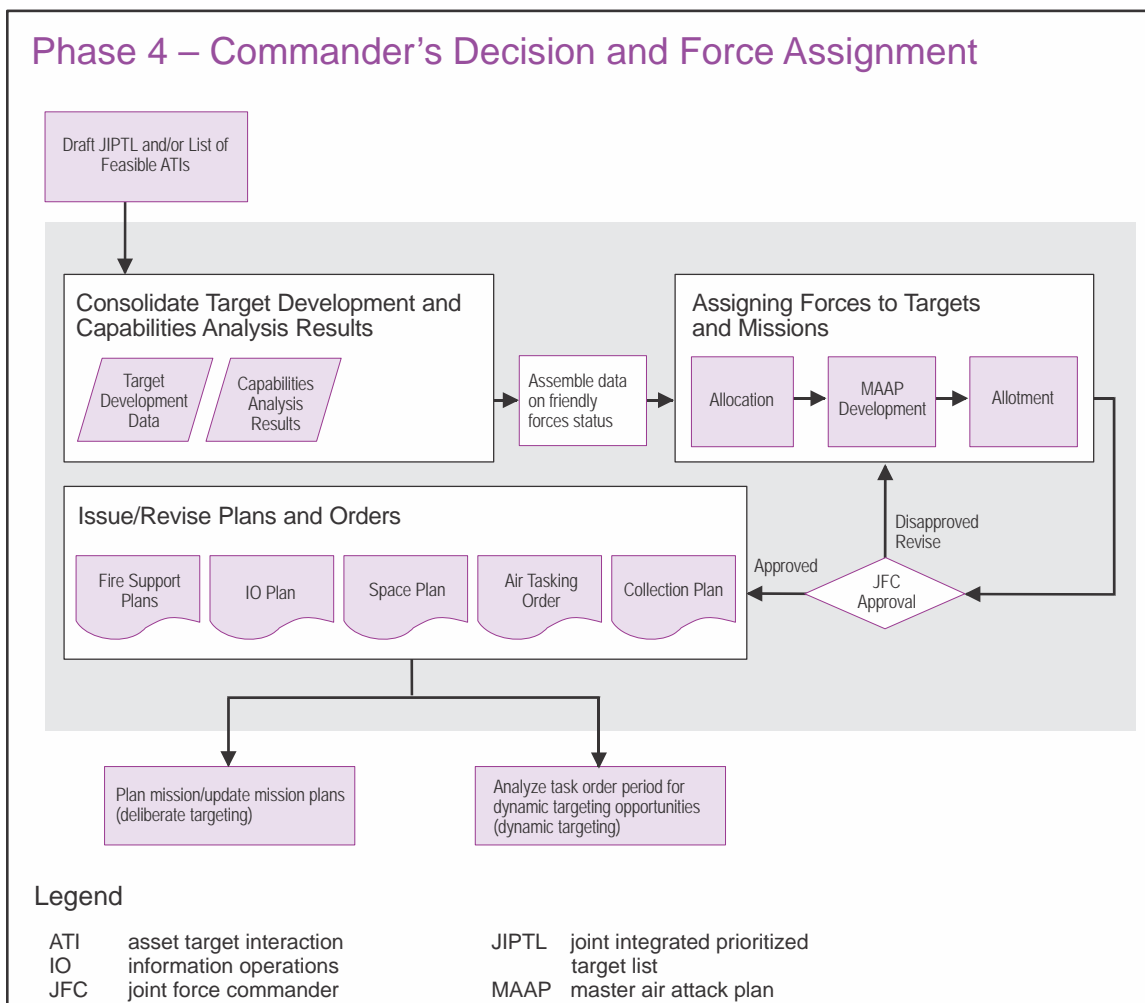 Phase 4 – Commander's Decision and Force Assignment
Draft JIPTL and/or List of
Feasible ATIs
Consolidate Target Development and
Capabilities Analysis Results
Target
Development
Data
Capabilities
Analysis
Results
Assemble data
on friendly
forces status
Assigning Forces to Targets
and Missions
Allocation
MAAP
Development
Allotment
Disapproved
Revise
JFC
Approval
Approved
Issue/Revise Plans and Orders
Fire Support
Plans
IO Plan
Space Plan
Air Tasking
Order
Collection Plan
Plan mission/update mission plans
(deliberate targeting)
Analyze task order period for
dynamic targeting opportunities
(dynamic targeting)
Legend
ATI asset target interaction
IO information operations
JFC joint force commander
JIPTL joint integrated prioritized
target list
MAAP master air attack plan